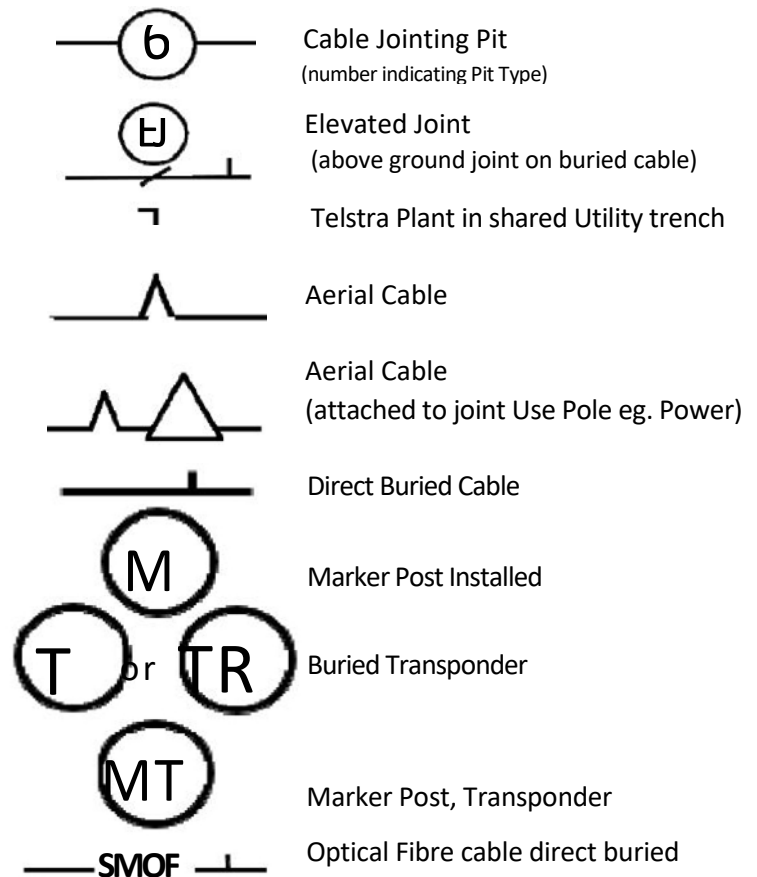 6 Cable Jointing Pit
(number indicating Pit Type)
EJ Elevated Joint
(above ground joint on buried cable)
Telstra Plant in shared Utility trench
Aerial Cable
Aerial Cable
(attached to joint Use Pole eg. Power)
Direct Buried Cable
M Marker Post Installed
T or TR Buried Transponder
MT Marker Post, Transponder
SMOF Optical Fibre cable direct buried